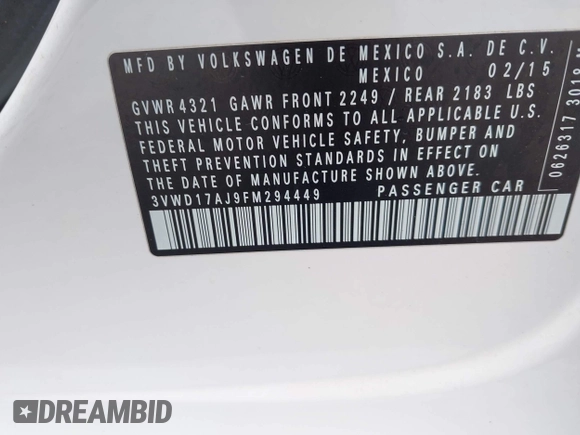 MFD BY VOLKSWAGEN DE MEXICO S.A. DE C.V.
MEXICO 02/15
GVWR 4321 GAWR FRONT 2249 / REAR 2183 LBS
THIS VEHICLE CONFORMS TO ALL APPLICABLE U.S.
FEDERAL MOTOR VEHICLE SAFETY, BUMPER AND
THEFT PREVENTION STANDARDS IN EFFECT ON
THE DATE OF MANUFACTURE SHOWN ABOVE.
3VWD17AJ9FM294449 PASSENGER CAR
0626317
DREAMBID